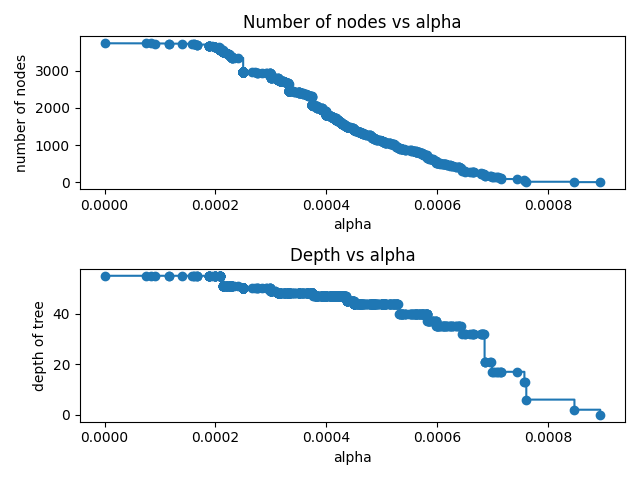 Number of nodes vs alpha
number of nodes
3000
2000
1000
0
0.0000 0.0002 0.0004 0.0006 0.0008
alpha
Depth vs alpha
depth of tree
40
20
0
0.0000 0.0002 0.0004 0.0006 0.0008
alpha